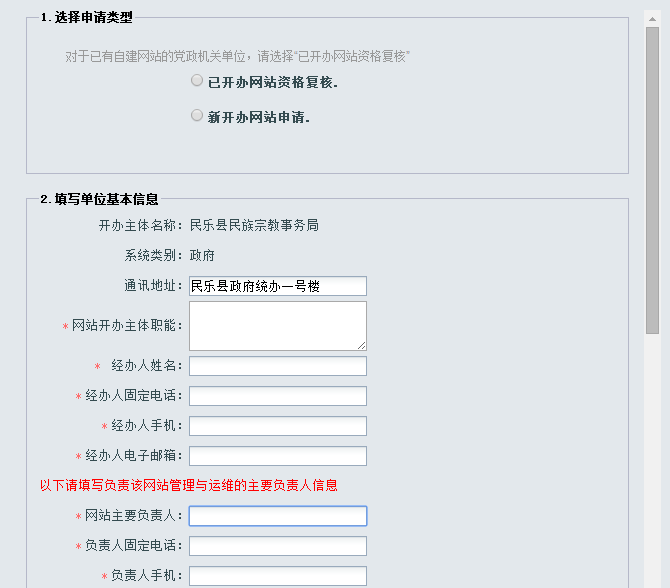 1. 选择申请类型
对于已有自建网站的党政机关单位，请选择“已开办网站资格复核”
已开办网站资格复核.
新开办网站申请.
2. 填写单位基本信息
开办主体名称：民乐县民族宗教事务局
系统类别：政府
通讯地址：民乐县政府统办一号楼
*网站开办主体职能：
* 经办人姓名：
*经办人固定电话：
*经办人手机：
*经办人电子邮箱：
以下请填写负责该网站管理与运维的主要负责人信息
*网站主要负责人：
*负责人固定电话：
*负责人手机：